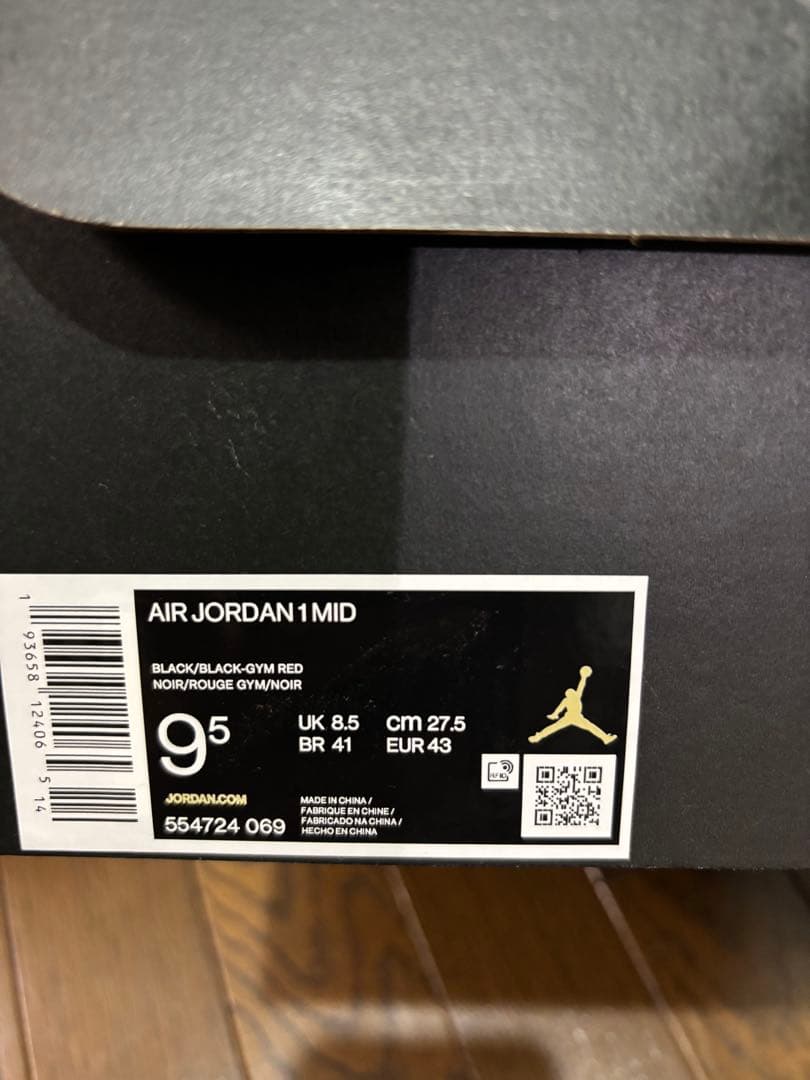 AIR JORDAN 1 MID
BLACK/BLACK-GYM RED
NOIR/ROUGE GYM/NOIR
9 5
UK 8.5 cm 27.5
BR 41 EUR 43
JORDAN.COM
554724 069
MADE IN CHINA /
FABRIQUE EN CHINE /
FABRICADO NA CHINA /
HECHO EN CHINA
1 93658 12406 5 14